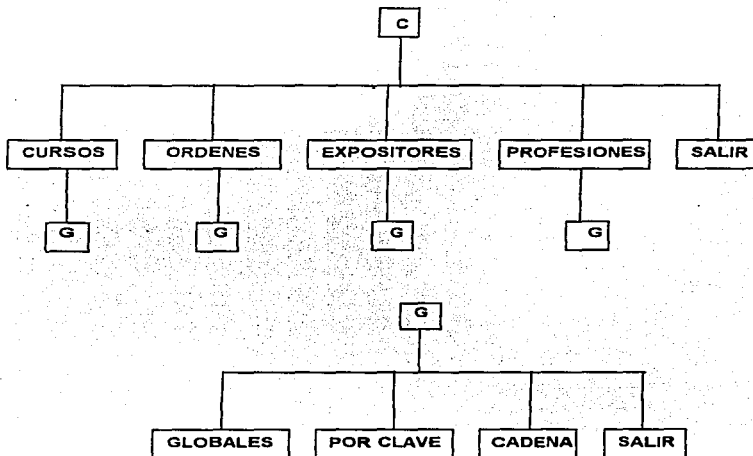 C
CURSOS ORDENES EXPOSITORES PROFESIONES SALIR
G G G G
G
GLOBALES POR CLAVE CADENA SALIR